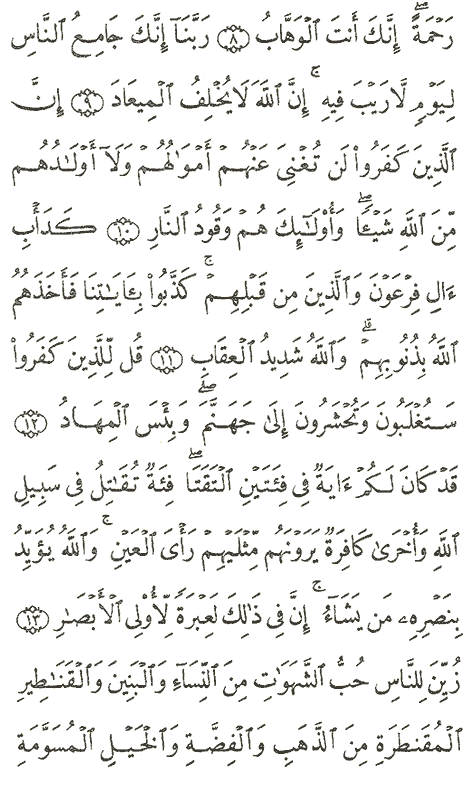 رَحۡمَةًۚ إِنَّكَ أَنتَ ٱلۡوَهَّابُ ٨ رَبَّنَآ إِنَّكَ جَامِعُ ٱلنَّاسِ
لِيَوۡمٖ لَّا رَيۡبَ فِيهِۚ إِنَّ ٱللَّهَ لَا يُخۡلِفُ ٱلۡمِيعَادَ ٩ إِنَّ
ٱلَّذِينَ كَفَرُواْ لَن تُغۡنِيَ عَنۡهُمۡ أَمۡوَٰلُهُمۡ وَلَآ أَوۡلَٰدُهُم
مِّنَ ٱللَّهِ شَيۡـٔٗاۖ وَأُوْلَٰٓئِكَ هُمۡ وَقُودُ ٱلنَّارِ ١٠ كَدَأۡبِ
ءَالِ فِرۡعَوۡنَ وَٱلَّذِينَ مِن قَبۡلِهِمۡۚ كَذَّبُواْ بِـَٔايَٰتِنَا فَأَخَذَهُمُ
ٱللَّهُ بِذُنُوبِهِمۡۗ وَٱللَّهُ شَدِيدُ ٱلۡعِقَابِ ١١ قُل لِّلَّذِينَ كَفَرُواْ
سَتُغۡلَبُونَ وَتُحۡشَرُونَ إِلَىٰ جَهَنَّمَۖ وَبِئۡسَ ٱلۡمِهَادُ ١٢
قَدۡ كَانَ لَكُمۡ ءَايَةٞ فِي فِئَتَيۡنِ ٱلۡتَقَتَاۖ فِئَةٞ تُقَٰتِلُ فِي سَبِيلِ
ٱللَّهِ وَأُخۡرَىٰ كَافِرَةٞ يَرَوۡنَهُم مِّثۡلَيۡهِمۡ رَأۡيَ ٱلۡعَيۡنِۚ وَٱللَّهُ يُؤَيِّدُ
بِنَصۡرِهِۦ مَن يَشَآءُۚ إِنَّ فِي ذَٰلِكَ لَعِبۡرَةٗ لِّأُوْلِي ٱلۡأَبۡصَٰرِ ١٣
زُيِّنَ لِلنَّاسِ حُبُّ ٱلشَّهَوَٰتِ مِنَ ٱلنِّسَآءِ وَٱلۡبَنِينَ وَٱلۡقَنَٰطِيرِ
ٱلۡمُقَنطَرَةِ مِنَ ٱلذَّهَبِ وَٱلۡفِضَّةِ وَٱلۡخَيۡلِ ٱلۡمُسَوَّمَةِ